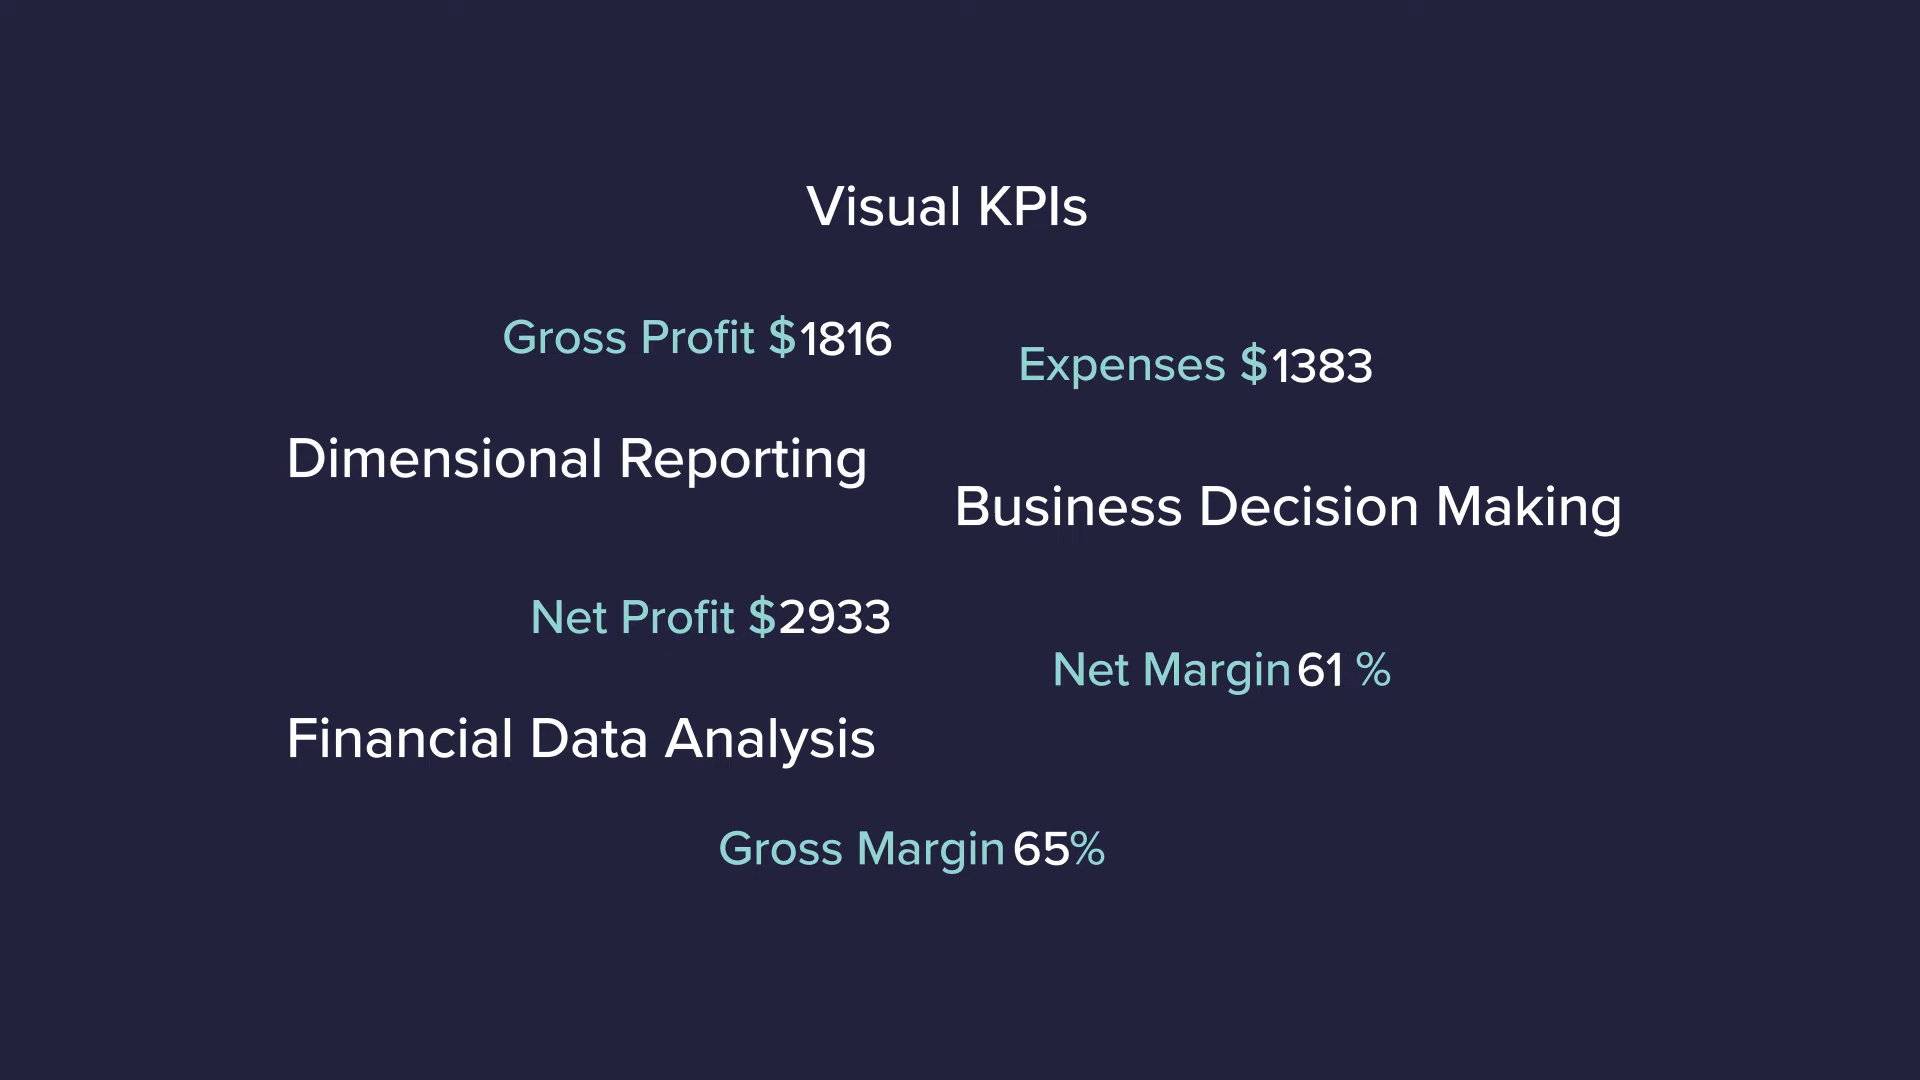 Visual KPIs
Gross Profit $1816
Expenses $1383
Dimensional Reporting
Business Decision Making
Net Profit $2933
Net Margin 61 %
Financial Data Analysis
Gross Margin 65%